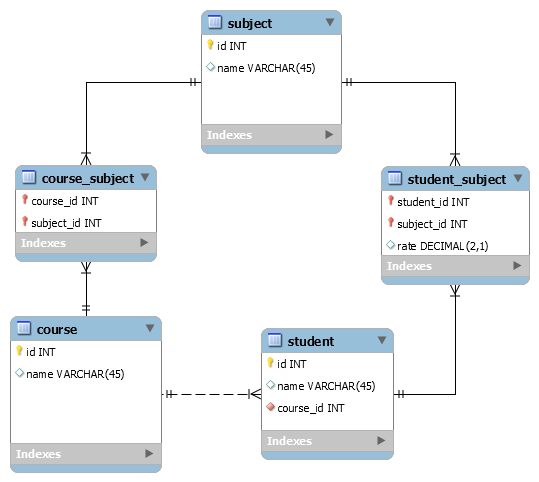 subject
id INT
name VARCHAR(45)
Indexes
course_subject
course_id INT
subject_id INT
Indexes
student_subject
student_id INT
subject_id INT
rate DECIMAL(2,1)
Indexes
course
id INT
name VARCHAR(45)
Indexes
student
id INT
name VARCHAR(45)
course_id INT
Indexes